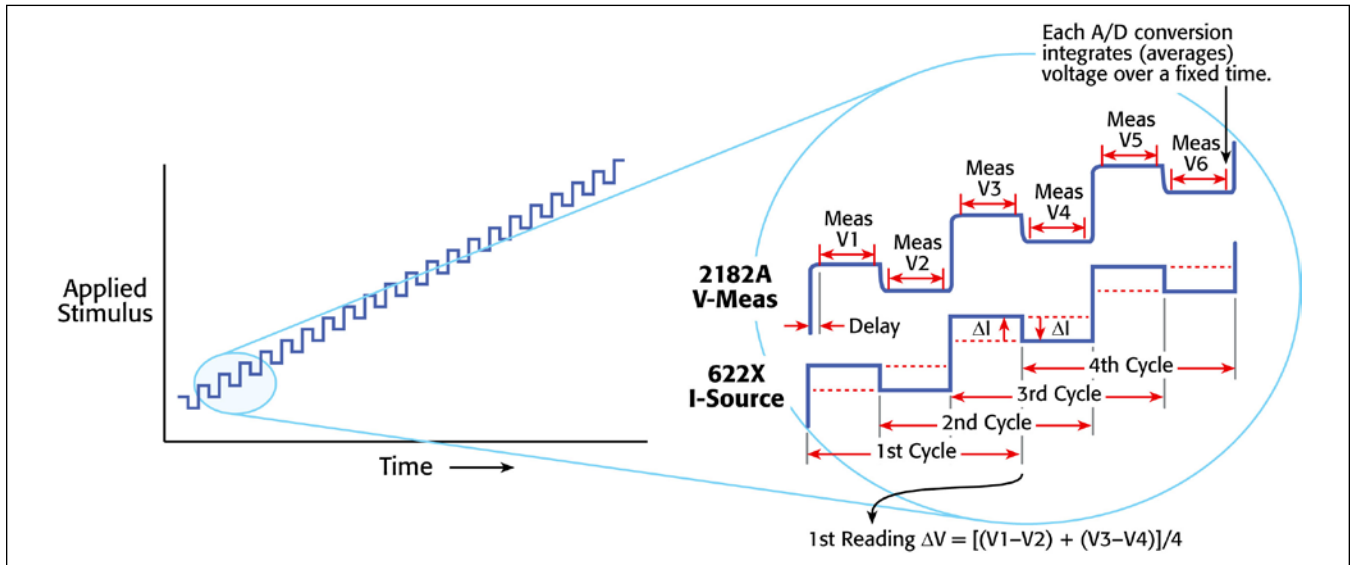 Each A/D conversion
integrates (averages)
voltage over a fixed time.
Applied
Stimulus
Time
Meas
V1
Meas
V2
Meas
V3
Meas
V4
Meas
V5
Meas
V6
2182A
V-Meas
Delay
ΔI
ΔI
622X
I-Source
4th Cycle
3rd Cycle
2nd Cycle
1st Cycle
1st Reading ΔV = [(V1–V2) + (V3–V4)]/4